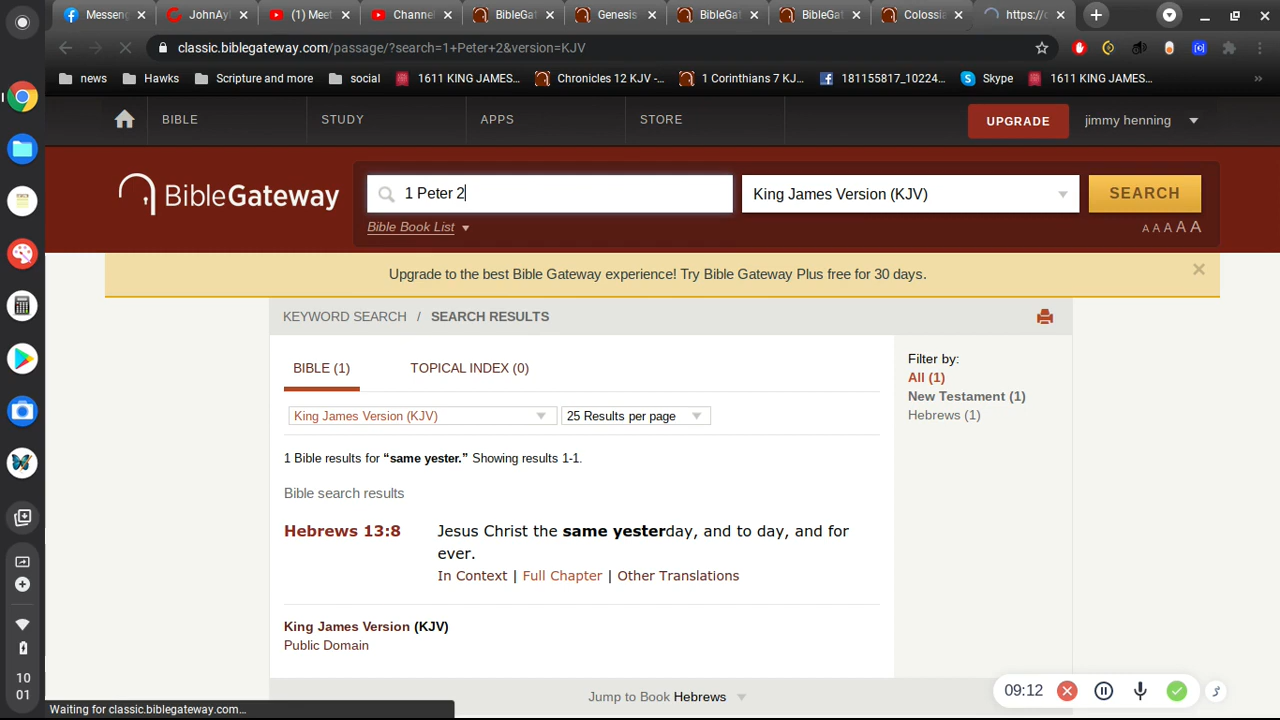 Messeng
JohnAyl
(1) Meet
Channel
BibleGat
Genesis
BibleGat
BibleGat
Colossia
https://c
classic.biblegateway.com/passage/?search=1+Peter+2&version=KJV
news
Hawks
Scripture and more
social
1611 KING JAMES...
Chronicles 12 KJV -...
1 Corinthians 7 KJ...
181155817_10224...
Skype
1611 KING JAMES...
»
BIBLE
STUDY
APPS
STORE
UPGRADE
jimmy henning
BibleGateway
1 Peter 2
King James Version (KJV)
SEARCH
Bible Book List
A A A A A
Upgrade to the best Bible Gateway experience! Try Bible Gateway Plus free for 30 days.
KEYWORD SEARCH / SEARCH RESULTS
BIBLE (1)
TOPICAL INDEX (0)
Filter by:
All (1)
New Testament (1)
Hebrews (1)
King James Version (KJV)
25 Results per page
1 Bible results for “same yester.” Showing results 1-1.
Bible search results
Hebrews 13:8
Jesus Christ the same yesterday, and to day, and for
ever.
In Context | Full Chapter | Other Translations
King James Version (KJV)
Public Domain
Jump to Book Hebrews
Waiting for classic.biblegateway.com...
09:12
10
01